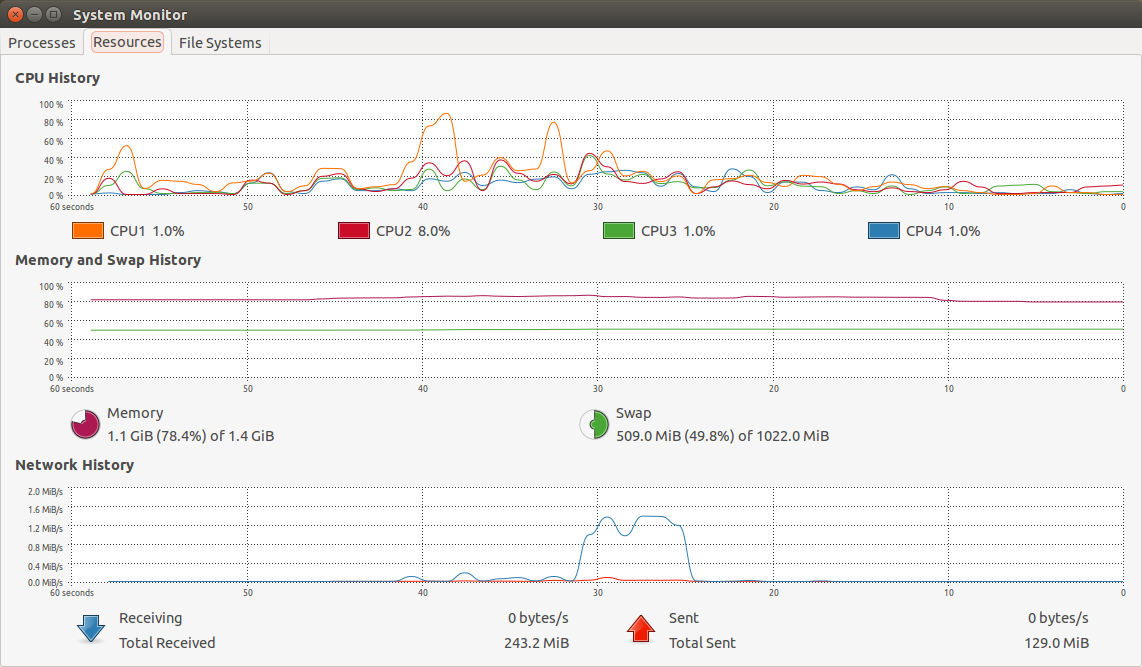 System Monitor
Processes Resources File Systems
CPU History
100 %
80 %
60 %
40 %
20 %
0 %
60 seconds 50 40 30 20 10 0
CPU1 1.0% CPU2 8.0% CPU3 1.0% CPU4 1.0%
Memory and Swap History
100 %
80 %
60 %
40 %
20 %
0 %
60 seconds 50 40 30 20 10 0
Memory Swap
1.1 GiB (78.4%) of 1.4 GiB 509.0 MiB (49.8%) of 1022.0 MiB
Network History
2.0 MiB/s
1.6 MiB/s
1.2 MiB/s
0.8 MiB/s
0.4 MiB/s
0.0 MiB/s
60 seconds 50 40 30 20 10 0
Receiving 0 bytes/s Sent 0 bytes/s
Total Received 243.2 MiB Total Sent 129.0 MiB